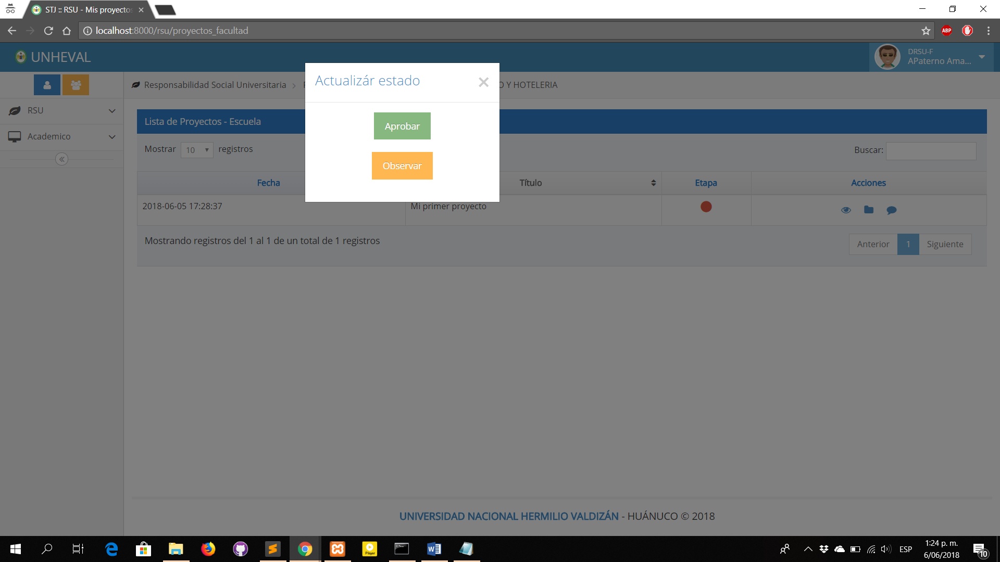 STJ :: RSU - Mis proyectos
localhost:8000/rsu/proyectos_facultad
ABP
UNHEVAL
DRSU-F
APaterno Ama...
Actualizár estado
Responsabilidad Social Universitaria
O Y HOTELERIA
RSU
Academico
Aprobar
Observar
Lista de Proyectos - Escuela
Mostrar 10 registros
Buscar:
Fecha Título Etapa Acciones
2018-06-05 17:28:37 Mi primer proyecto
Mostrando registros del 1 al 1 de un total de 1 registros
Anterior 1 Siguiente
UNIVERSIDAD NACIONAL HERMILIO VALDIZÁN - HUÁNUCO © 2018
Player
ESP
1:24 p. m.
6/06/2018
10